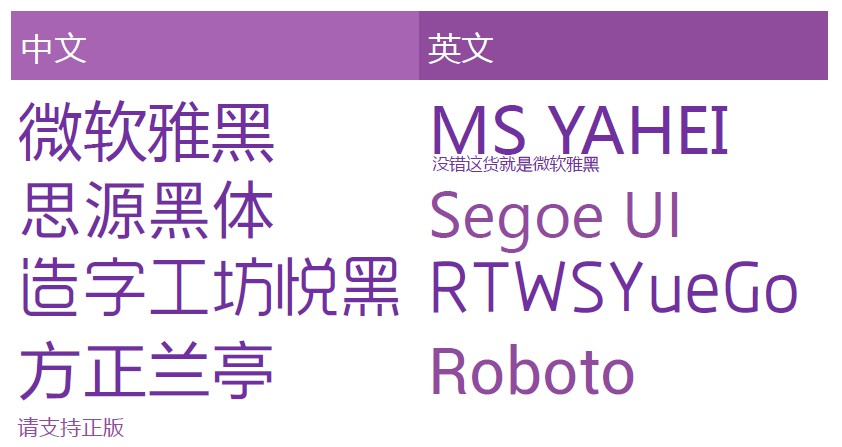 中文 英文
微软雅黑 MS YAHEI
没错这货就是微软雅黑
思源黑体 Segoe UI
造字工坊悦黑 RTWSYueGo
方正兰亭 Roboto
请支持正版